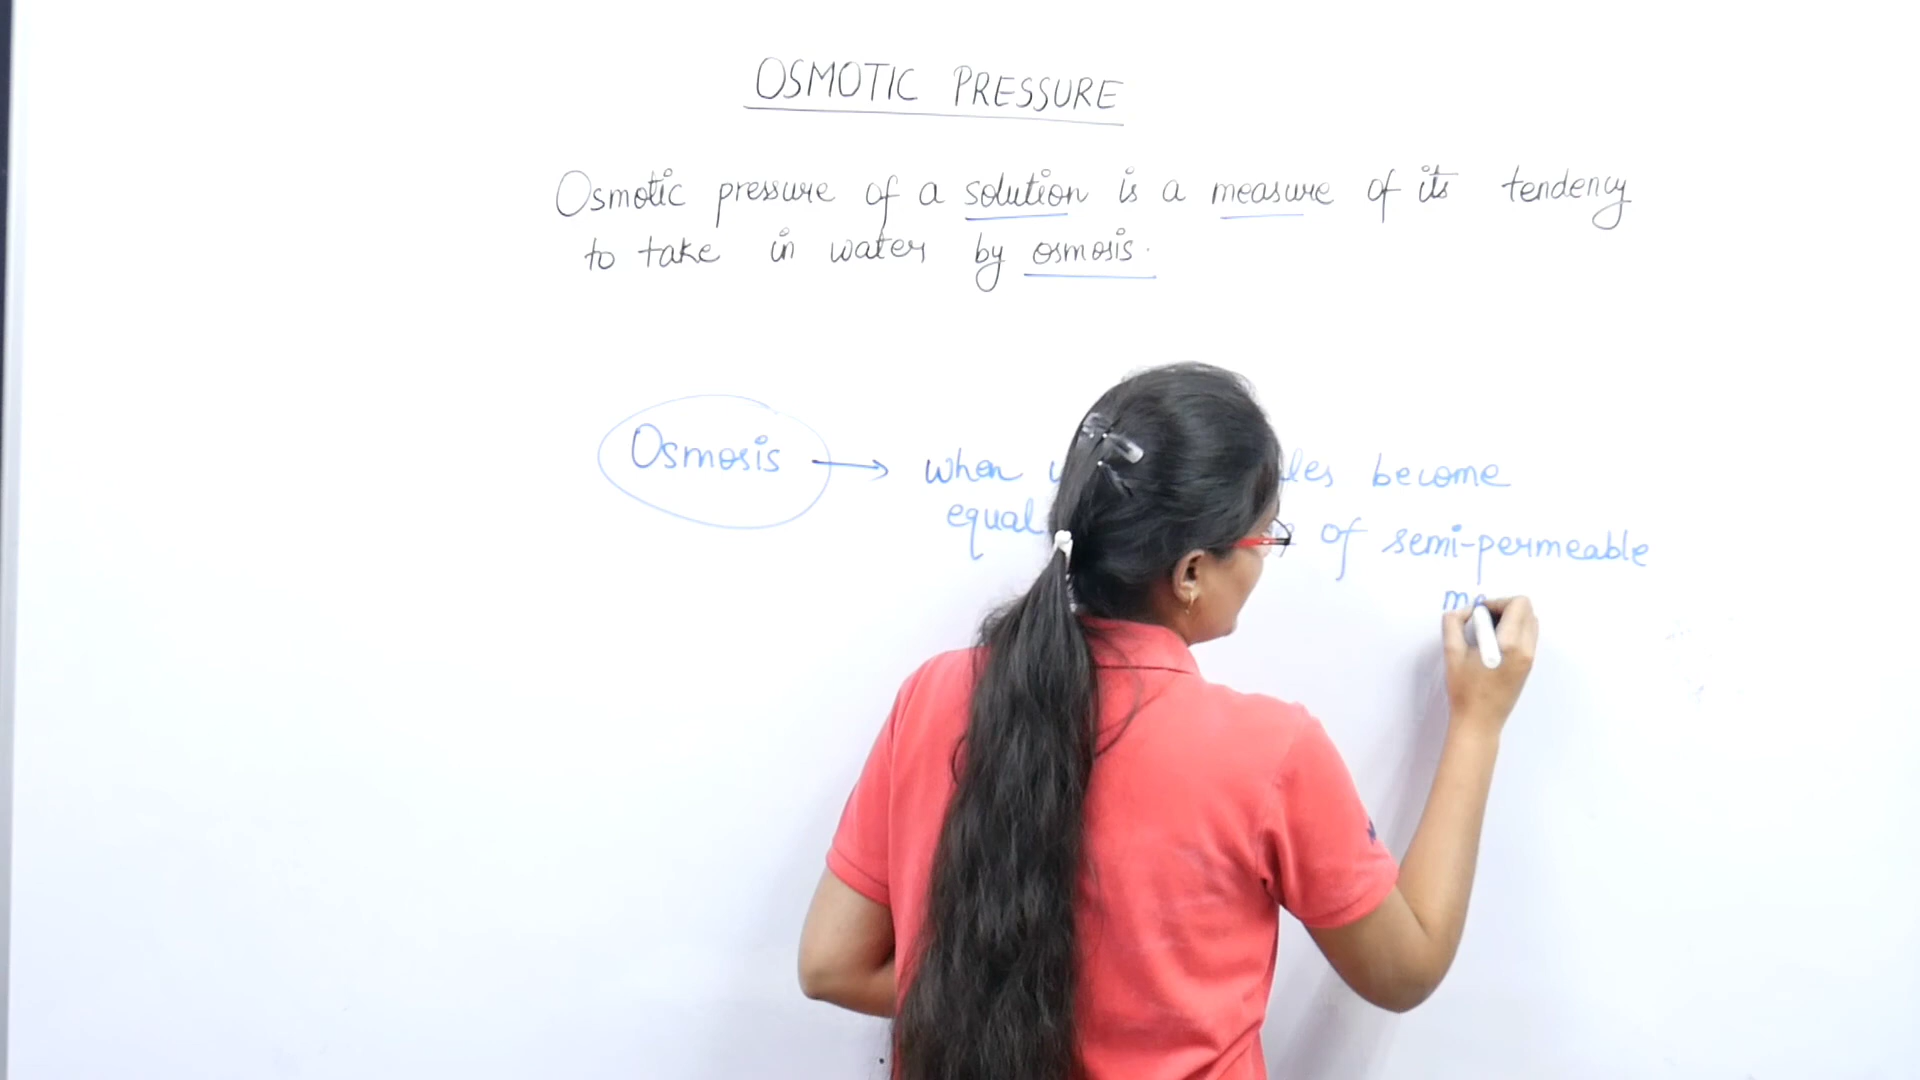 OSMOTIC PRESSURE
Osmotic pressure of a solution is a measure of its tendency
to take in water by osmosis.
Osmosis → when become
equal of semi-permeable